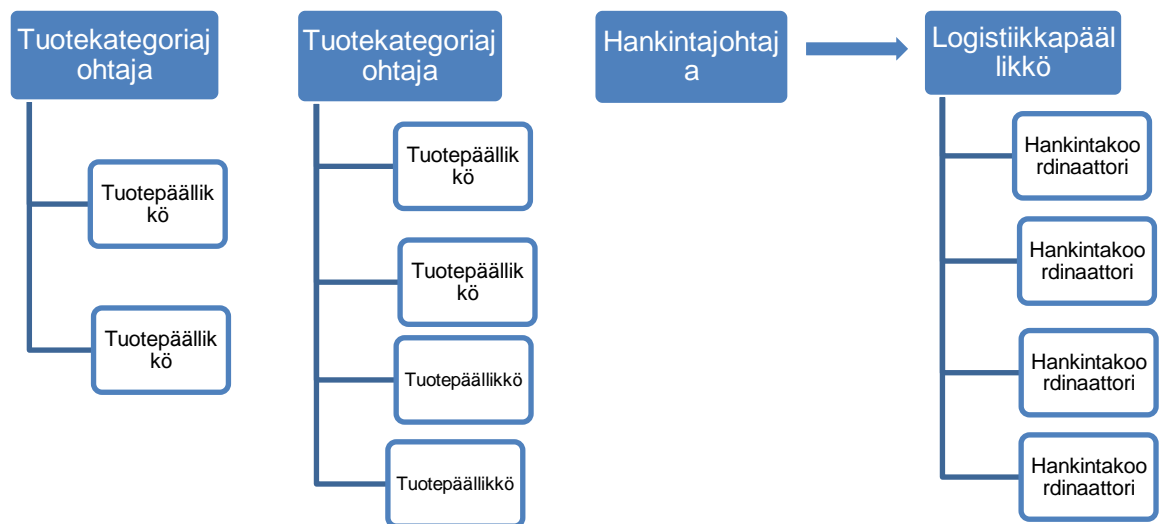 Tuotekategoriaj
ohtaja
Tuotepäällik
kö
Tuotepäällik
kö
Tuotekategoriaj
ohtaja
Tuotepäällik
kö
Tuotepäällik
kö
Tuotepäällikkö
Tuotepäällikkö
Hankintajohtaj
a
Logistiikkapääl
likkö
Hankintakoo
rdinaattori
Hankintakoo
rdinaattori
Hankintakoo
rdinaattori
Hankintakoo
rdinaattori